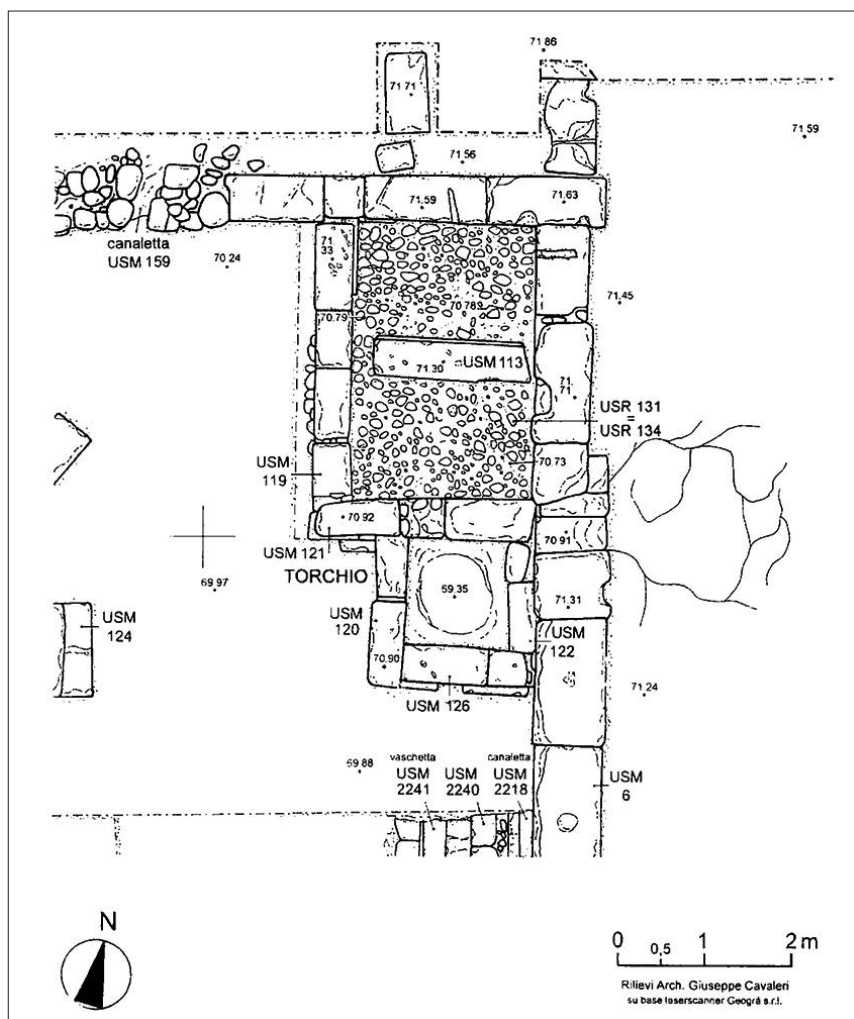 71.86
71 71
71.59
71.56
71.59
71.63
canaletta
USM 159
70 24
71
33
71,45
70.79
70 789
71.30
USM 113
71
71
USR 131
=
USR 134
70.73
USM
119
70 92
70 91
USM 121
TORCHIO
69 97
69.35
71,31
USM
124
USM
120
USM
122
70,90
71,24
USM 126
69 88
vaschetta
USM
2241
USM
2240
canaletta
USM
2218
USM
6
N
0 0,5 1 2 m
Rilievi Arch. Giuseppe Cavaleri
su base laserscanner Geogrà s.r.l.